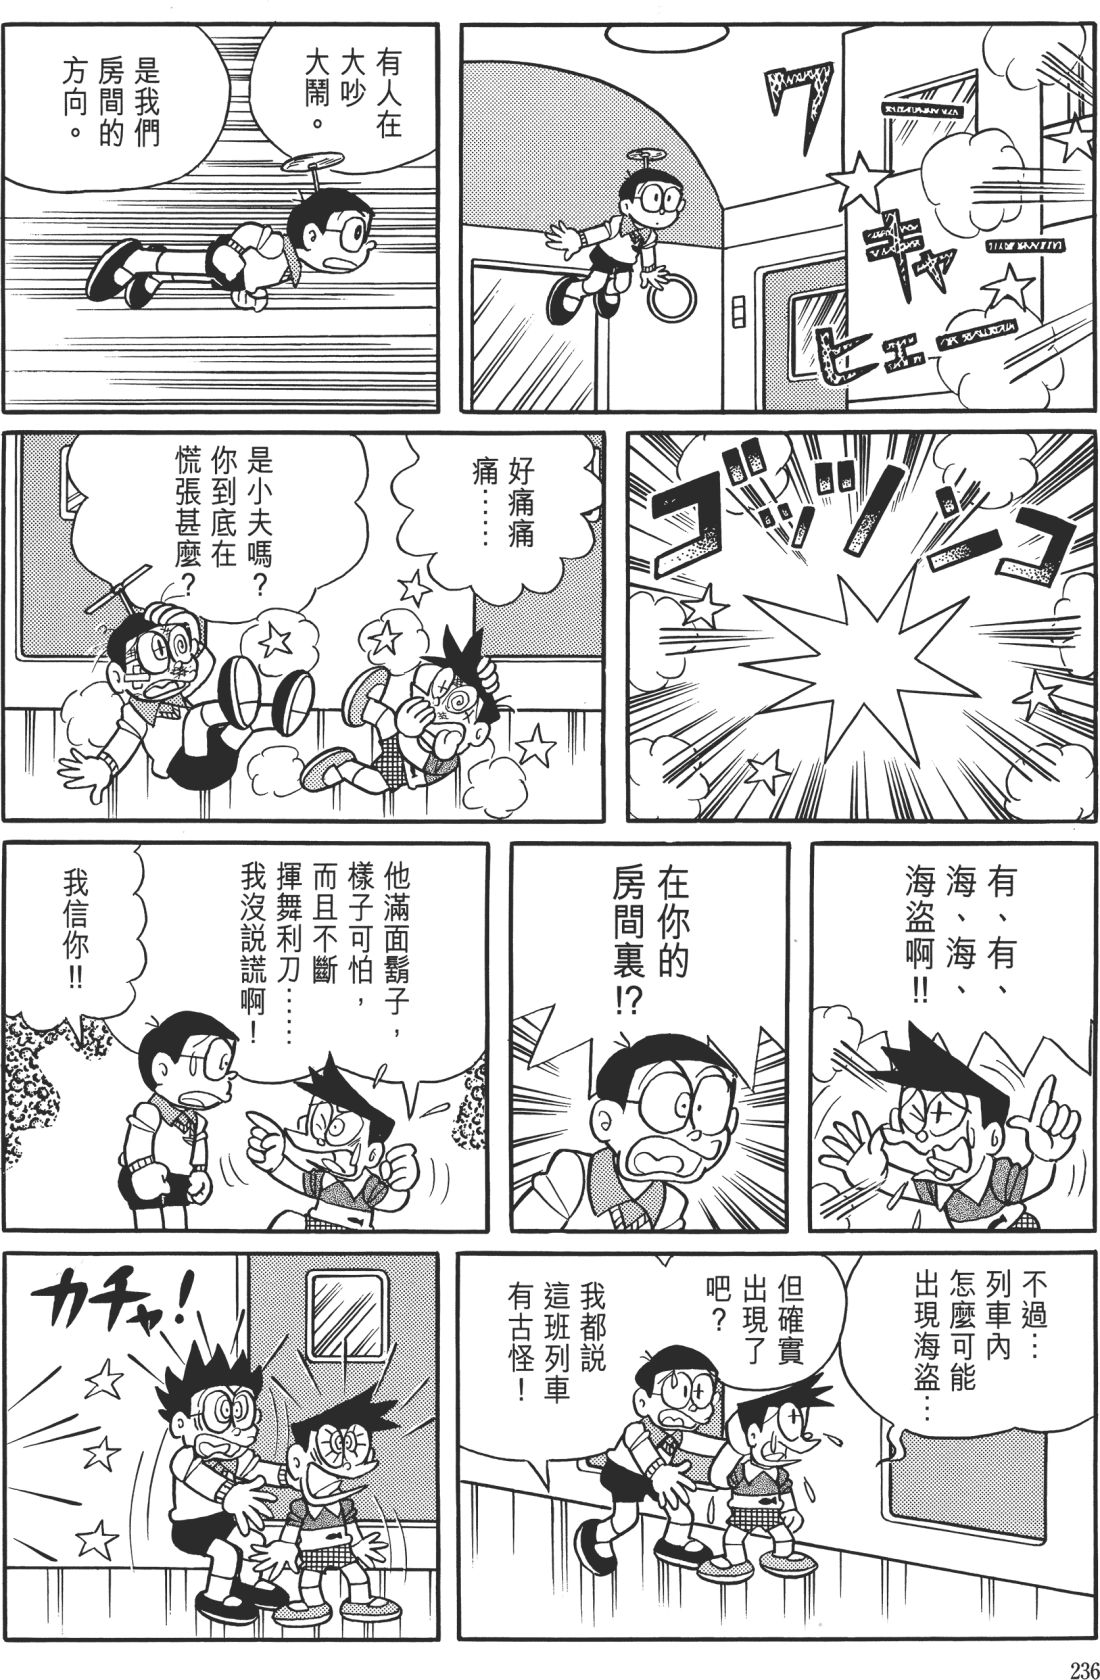 ワー
キャー
ヒェー
有人在
大吵
大鬧。
是我們
房間的
方向。
ゴヅーン
好痛痛
痛……
是小夫嗎?
你到底在
慌張甚麼?
有、有、
海、海、
海盜啊!!
在你的
房間裏!?
他滿面鬍子,
樣子可怕,
而且不斷
揮舞利刀……
我沒說謊啊!
我信你!!
不過…
列車內
怎麼可能
出現海盜…
但確實
出現了
吧?
我都說
這班列車
有古怪!
カチャ!
236